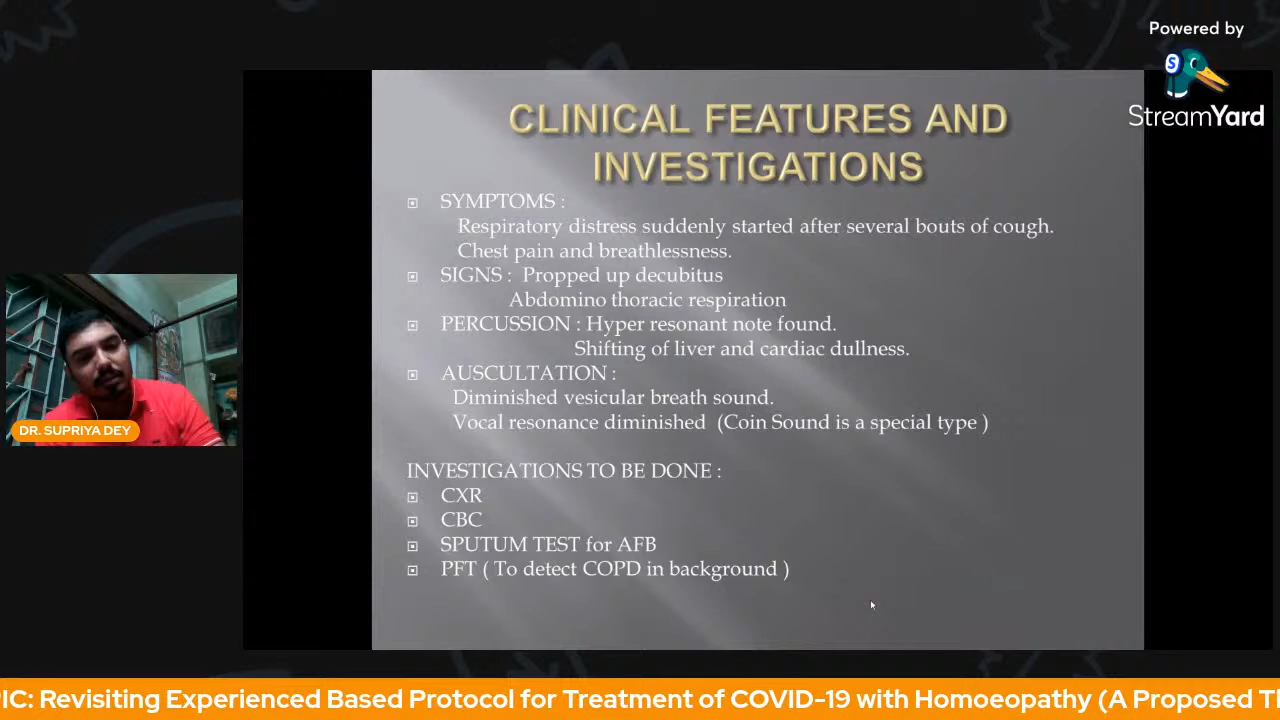 Powered by
StreamYard
CLINICAL FEATURES AND
INVESTIGATIONS
SYMPTOMS :
Respiratory distress suddenly started after several bouts of cough.
Chest pain and breathlessness.
SIGNS : Propped up decubitus
Abdomino thoracic respiration
PERCUSSION : Hyper resonant note found.
Shifting of liver and cardiac dullness.
AUSCULTATION :
Diminished vesicular breath sound.
Vocal resonance diminished (Coin Sound is a special type )
INVESTIGATIONS TO BE DONE :
CXR
CBC
SPUTUM TEST for AFB
PFT ( To detect COPD in background )
DR. SUPRIYA DEY
PIC: Revisiting Experienced Based Protocol for Treatment of COVID-19 with Homoeopathy (A Proposed